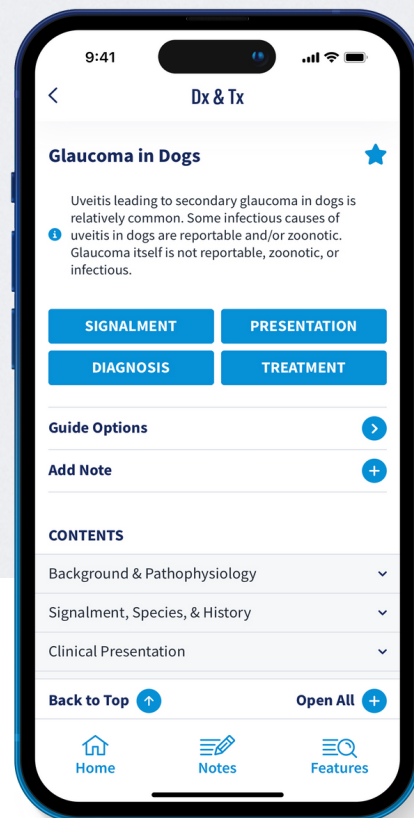 9:41
Dx & Tx
Glaucoma in Dogs
Uveitis leading to secondary glaucoma in dogs is
relatively common. Some infectious causes of
uveitis in dogs are reportable and/or zoonotic.
Glaucoma itself is not reportable, zoonotic, or
infectious.
SIGNALMENT PRESENTATION
DIAGNOSIS TREATMENT
Guide Options
Add Note
CONTENTS
Background & Pathophysiology
Signalment, Species, & History
Clinical Presentation
Back to Top Open All
Home Notes Features